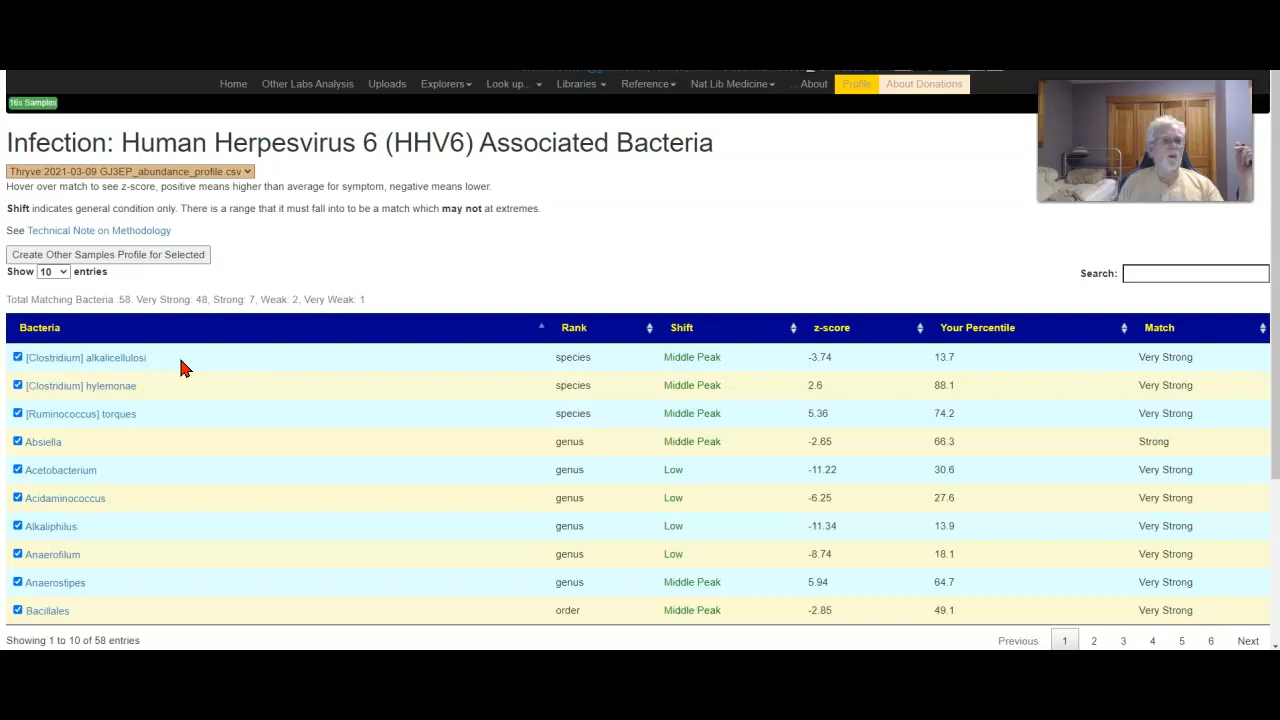 Home Other Labs Analysis Uploads Explorers Look up... Libraries Reference Nat.Lib.Medicine ... About Profile About Donations
16s Samples
Infection: Human Herpesvirus 6 (HHV6) Associated Bacteria
Thryve:2021-03-09 GJ3EP_abundance_profile.csv
Hover over match to see z-score, positive means higher than average for symptom, negative means lower.
Shift indicates general condition only. There is a range that it must fall into to be a match which may not at extremes.
See Technical Note on Methodology
Create Other Samples Profile for Selected
Show 10 entries Search:
Total Matching Bacteria :58. Very Strong: 48, Strong: 7, Weak: 2, Very Weak: 1
Bacteria Rank Shift z-score Your Percentile Match
[Clostridium] alkalicellulosi species Middle Peak -3.74 13.7 Very Strong
[Clostridium] hylemonae species Middle Peak 2.6 88.1 Very Strong
[Ruminococcus] torques species Middle Peak 5.36 74.2 Very Strong
Absiella genus Middle Peak -2.65 66.3 Strong
Acetobacterium genus Low -11.22 30.6 Very Strong
Acidaminococcus genus Low -6.25 27.6 Very Strong
Alkaliphilus genus Low -11.34 13.9 Very Strong
Anaerofilum genus Low -8.74 18.1 Very Strong
Anaerostipes genus Middle Peak 5.94 64.7 Very Strong
Bacillales order Middle Peak -2.85 49.1 Very Strong
Showing 1 to 10 of 58 entries Previous 1 2 3 4 5 6 Next